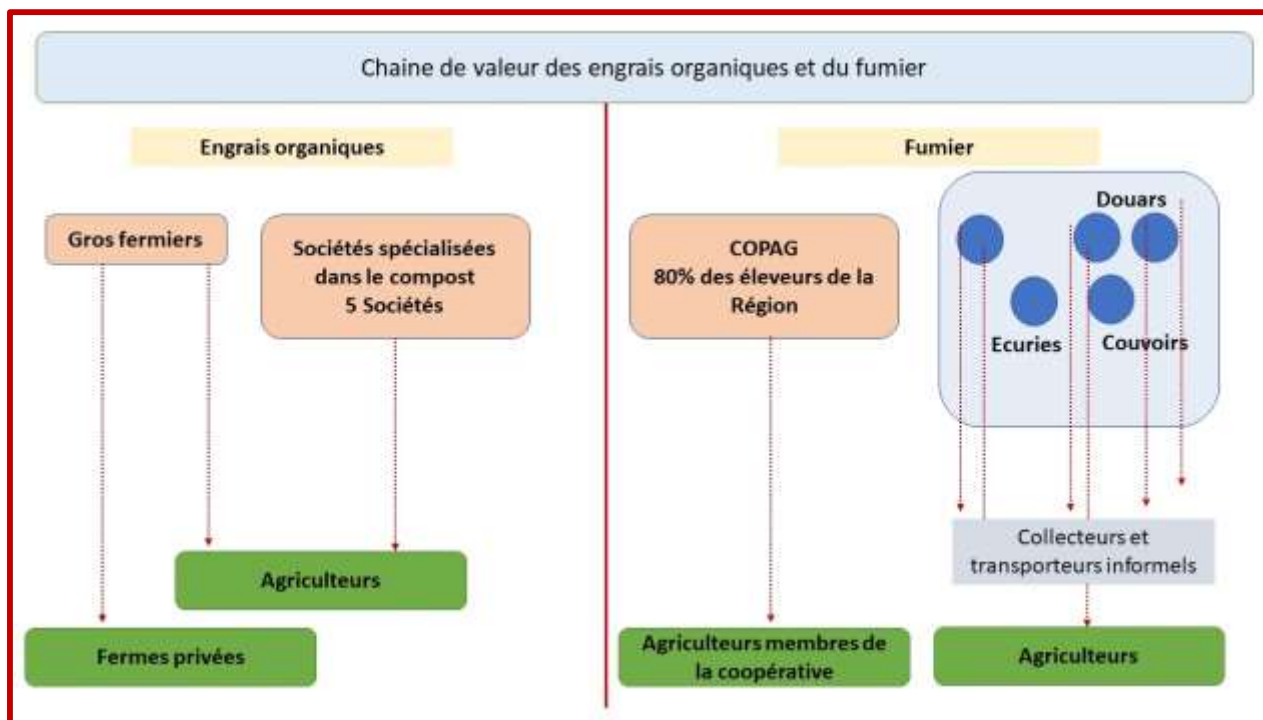 Chaine de valeur des engrais organiques et du fumier
Engrais organiques
Fumier
Gros fermiers
Sociétés spécialisées
dans le compost
5 Sociétés
COPAG
80% des éleveurs de la
Région
Douars
Ecuries
Couvoirs
Collecteurs et
transporteurs informels
Agriculteurs
Fermes privées
Agriculteurs membres de
la coopérative
Agriculteurs